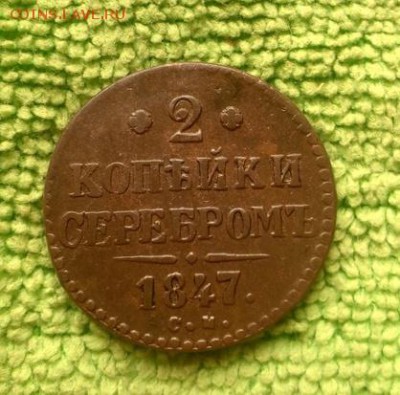 COINS.LAVE.RU
2
КОПѢЙКИ
СЕРЕБРОМЪ
1847.
С.М.